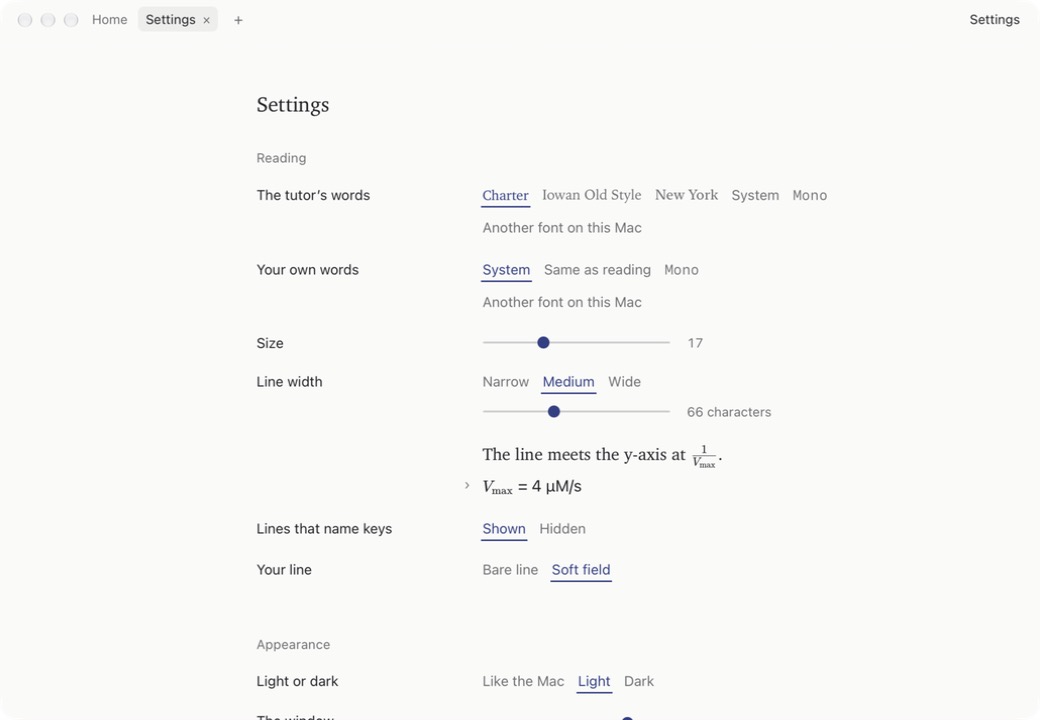 Home Settings × + Settings
Settings
Reading
The tutor's words Charter Iowan Old Style New York System Mono
Another font on this Mac
Your own words System Same as reading Mono
Another font on this Mac
Size 17
Line width Narrow Medium Wide
66 characters
The line meets the y-axis at 1/Vmax.
› Vmax = 4 µM/s
Lines that name keys Shown Hidden
Your line Bare line Soft field
Appearance
Light or dark Like the Mac Light Dark
The window